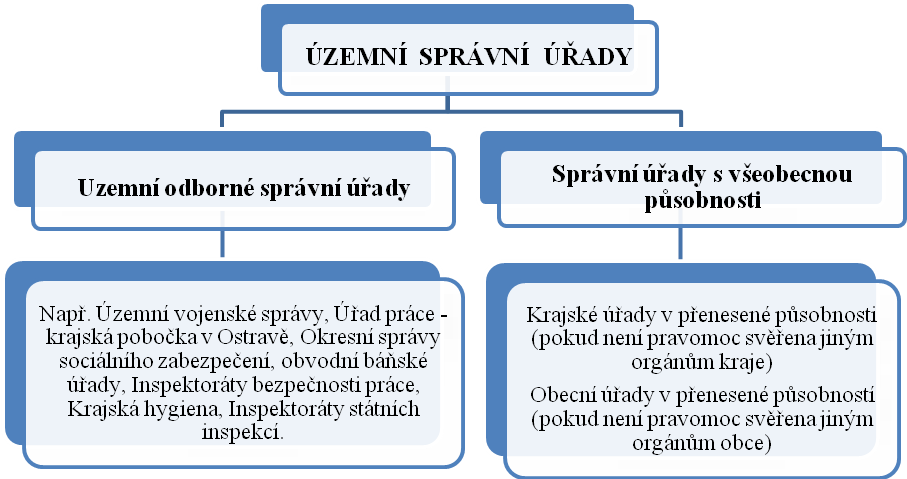 ÚZEMNÍ SPRÁVNÍ ÚŘADY
Uzemní odborné správní úřady
Správní úřady s všeobecnou
působnosti
Např. Územní vojenské správy, Úřad práce -
krajská pobočka v Ostravě, Okresní správy
sociálního zabezpečení, obvodní báňské
úřady, Inspektoráty bezpečnosti práce,
Krajská hygiena, Inspektoráty státních
inspekcí.
Krajské úřady v přenesené působnosti
(pokud není pravomoc svěřena jiným
orgánům kraje)
Obecní úřady v přenesené působností
(pokud není pravomoc svěřena jiným
orgánům obce)